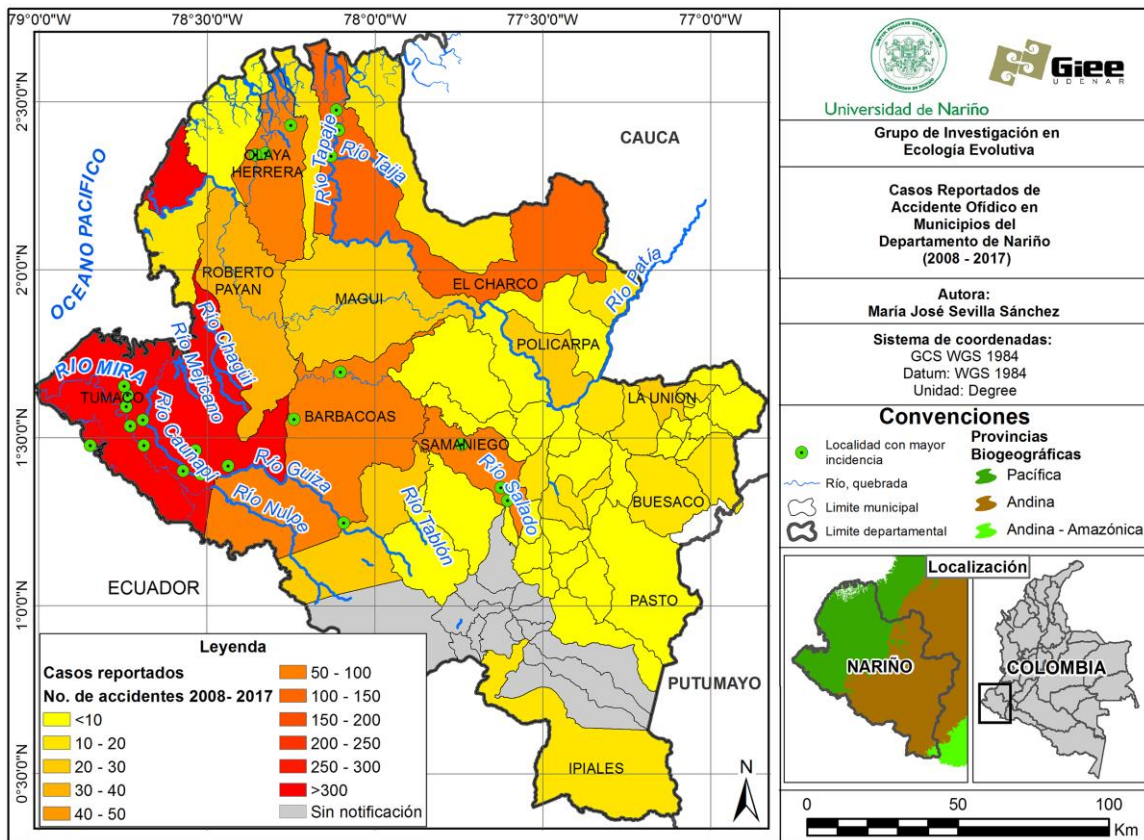 79°0'0"W
78°30'0"W
78°0'0"W
77°30'0"W
77°0'0"W
2°30'0"N
2°0'0"N
1°30'0"N
1°0'0"N
0°30'0"N
OCEANO PACIFICO
CAUCA
ECUADOR
PUTUMAYO
OLAYA
HERRERA
Río Tapaje
Río Taija
ROBERTO
PAYAN
MAGUI
EL CHARCO
Río Patía
POLICARPA
Río Chagüi
Río Mejicano
RIO MIRA
TUMACO
Río Caunapí
BARBACOAS
LA UNION
SAMANIEGO
Río Guiza
Río Salado
Río Nulpe
Río Tablón
BUESACO
PASTO
IPIALES
N
Leyenda
Casos reportados
No. de accidentes 2008- 2017
<10
10 - 20
20 - 30
30 - 40
40 - 50
50 - 100
100 - 150
150 - 200
200 - 250
250 - 300
>300
Sin notificación
Universidad de Nariño
Giee
UDENAR
Grupo de Investigación en
Ecología Evolutiva
Casos Reportados de
Accidente Ofídico en
Municipios del
Departamento de Nariño
(2008 - 2017)
Autora:
María José Sevilla Sánchez
Sistema de coordenadas:
GCS WGS 1984
Datum: WGS 1984
Unidad: Degree
Convenciones
Localidad con mayor
incidencia
Río, quebrada
Limite municipal
Limite departamental
Provincias
Biogeográficas
Pacífica
Andina
Andina - Amazónica
Localización
NARIÑO
COLOMBIA
0 50 100
Km